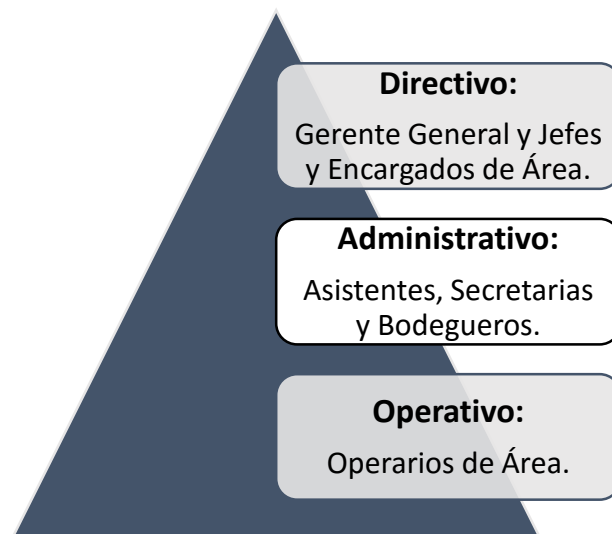 Directivo:
Gerente General y Jefes
y Encargados de Área.
Administrativo:
Asistentes, Secretarias
y Bodegueros.
Operativo:
Operarios de Área.